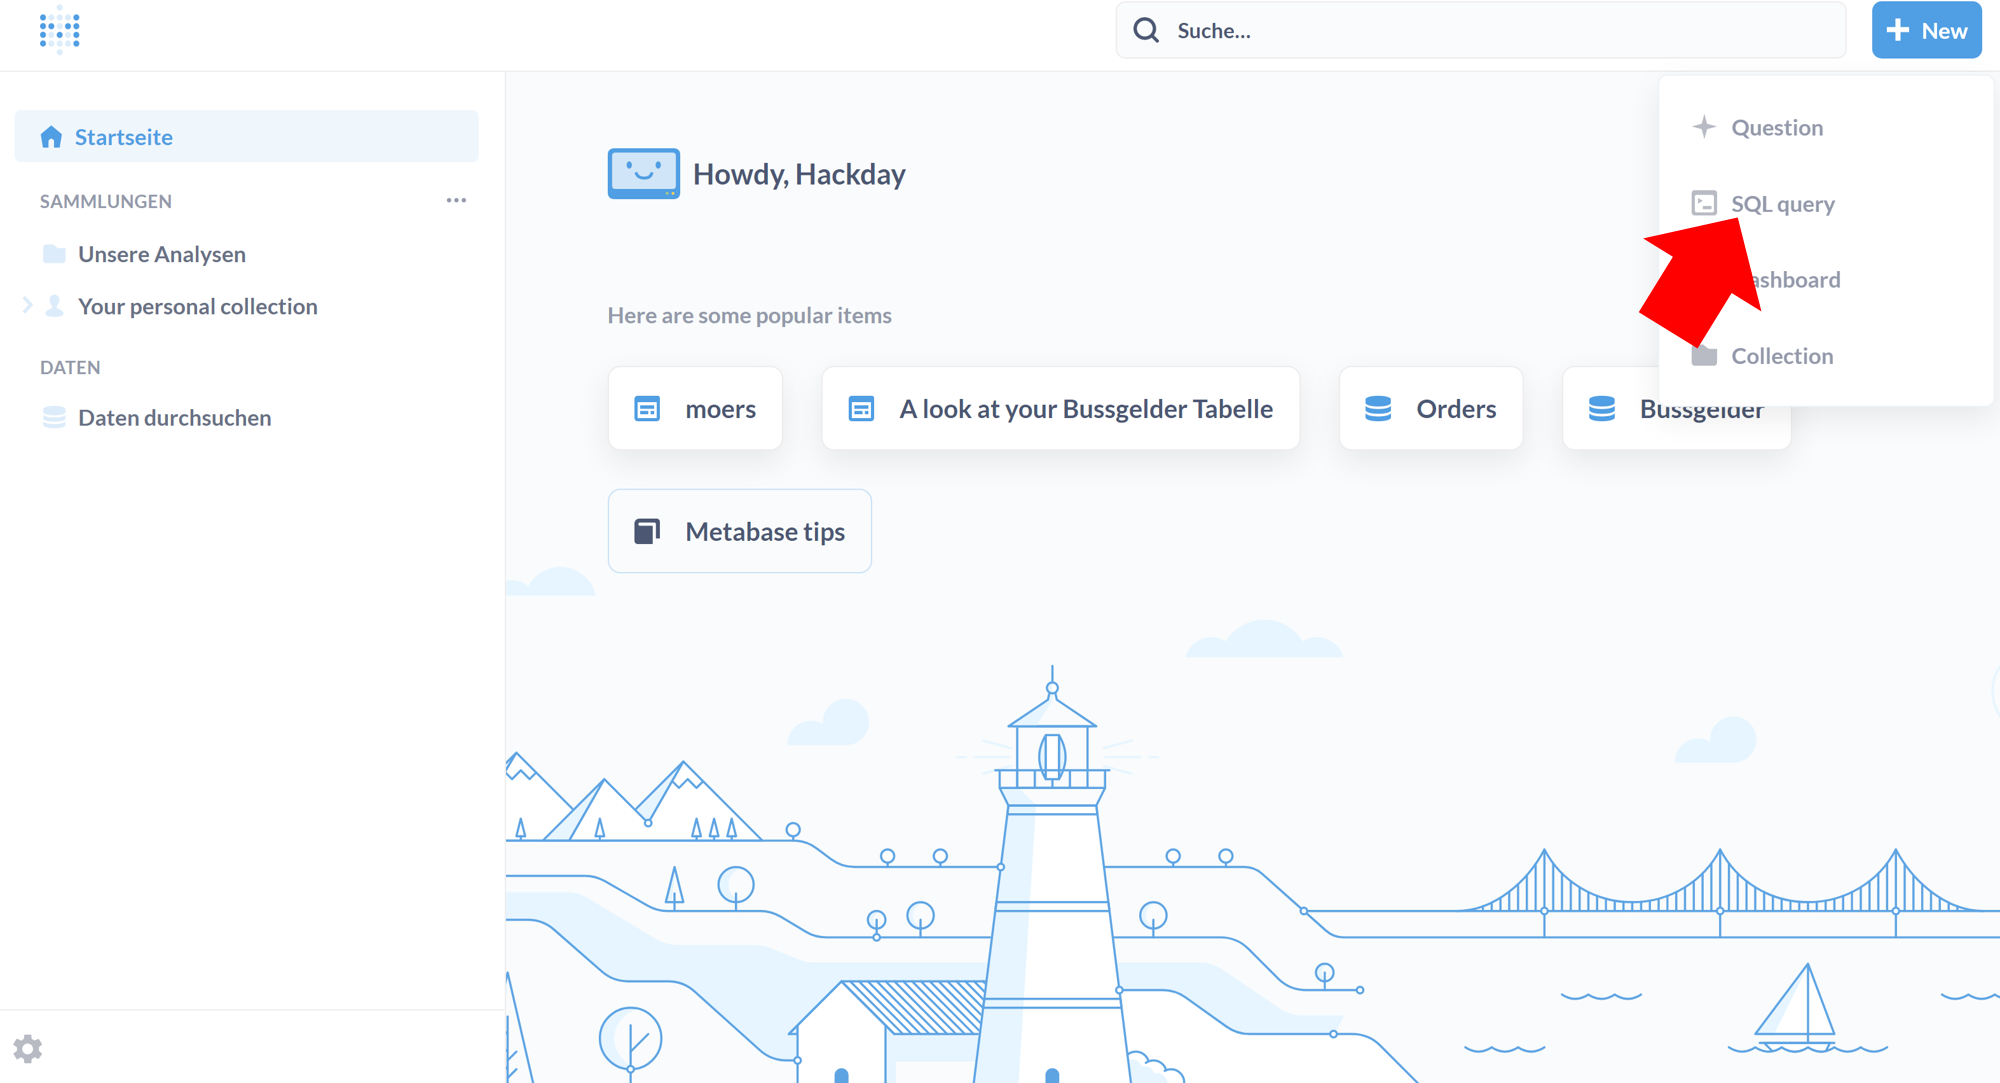 Suche...
New
Startseite
SAMMLUNGEN
Unsere Analysen
Your personal collection
DATEN
Daten durchsuchen
Howdy, Hackday
Here are some popular items
moers
A look at your Bussgelder Tabelle
Orders
Bussgelder
Metabase tips
Question
SQL query
ashboard
Collection